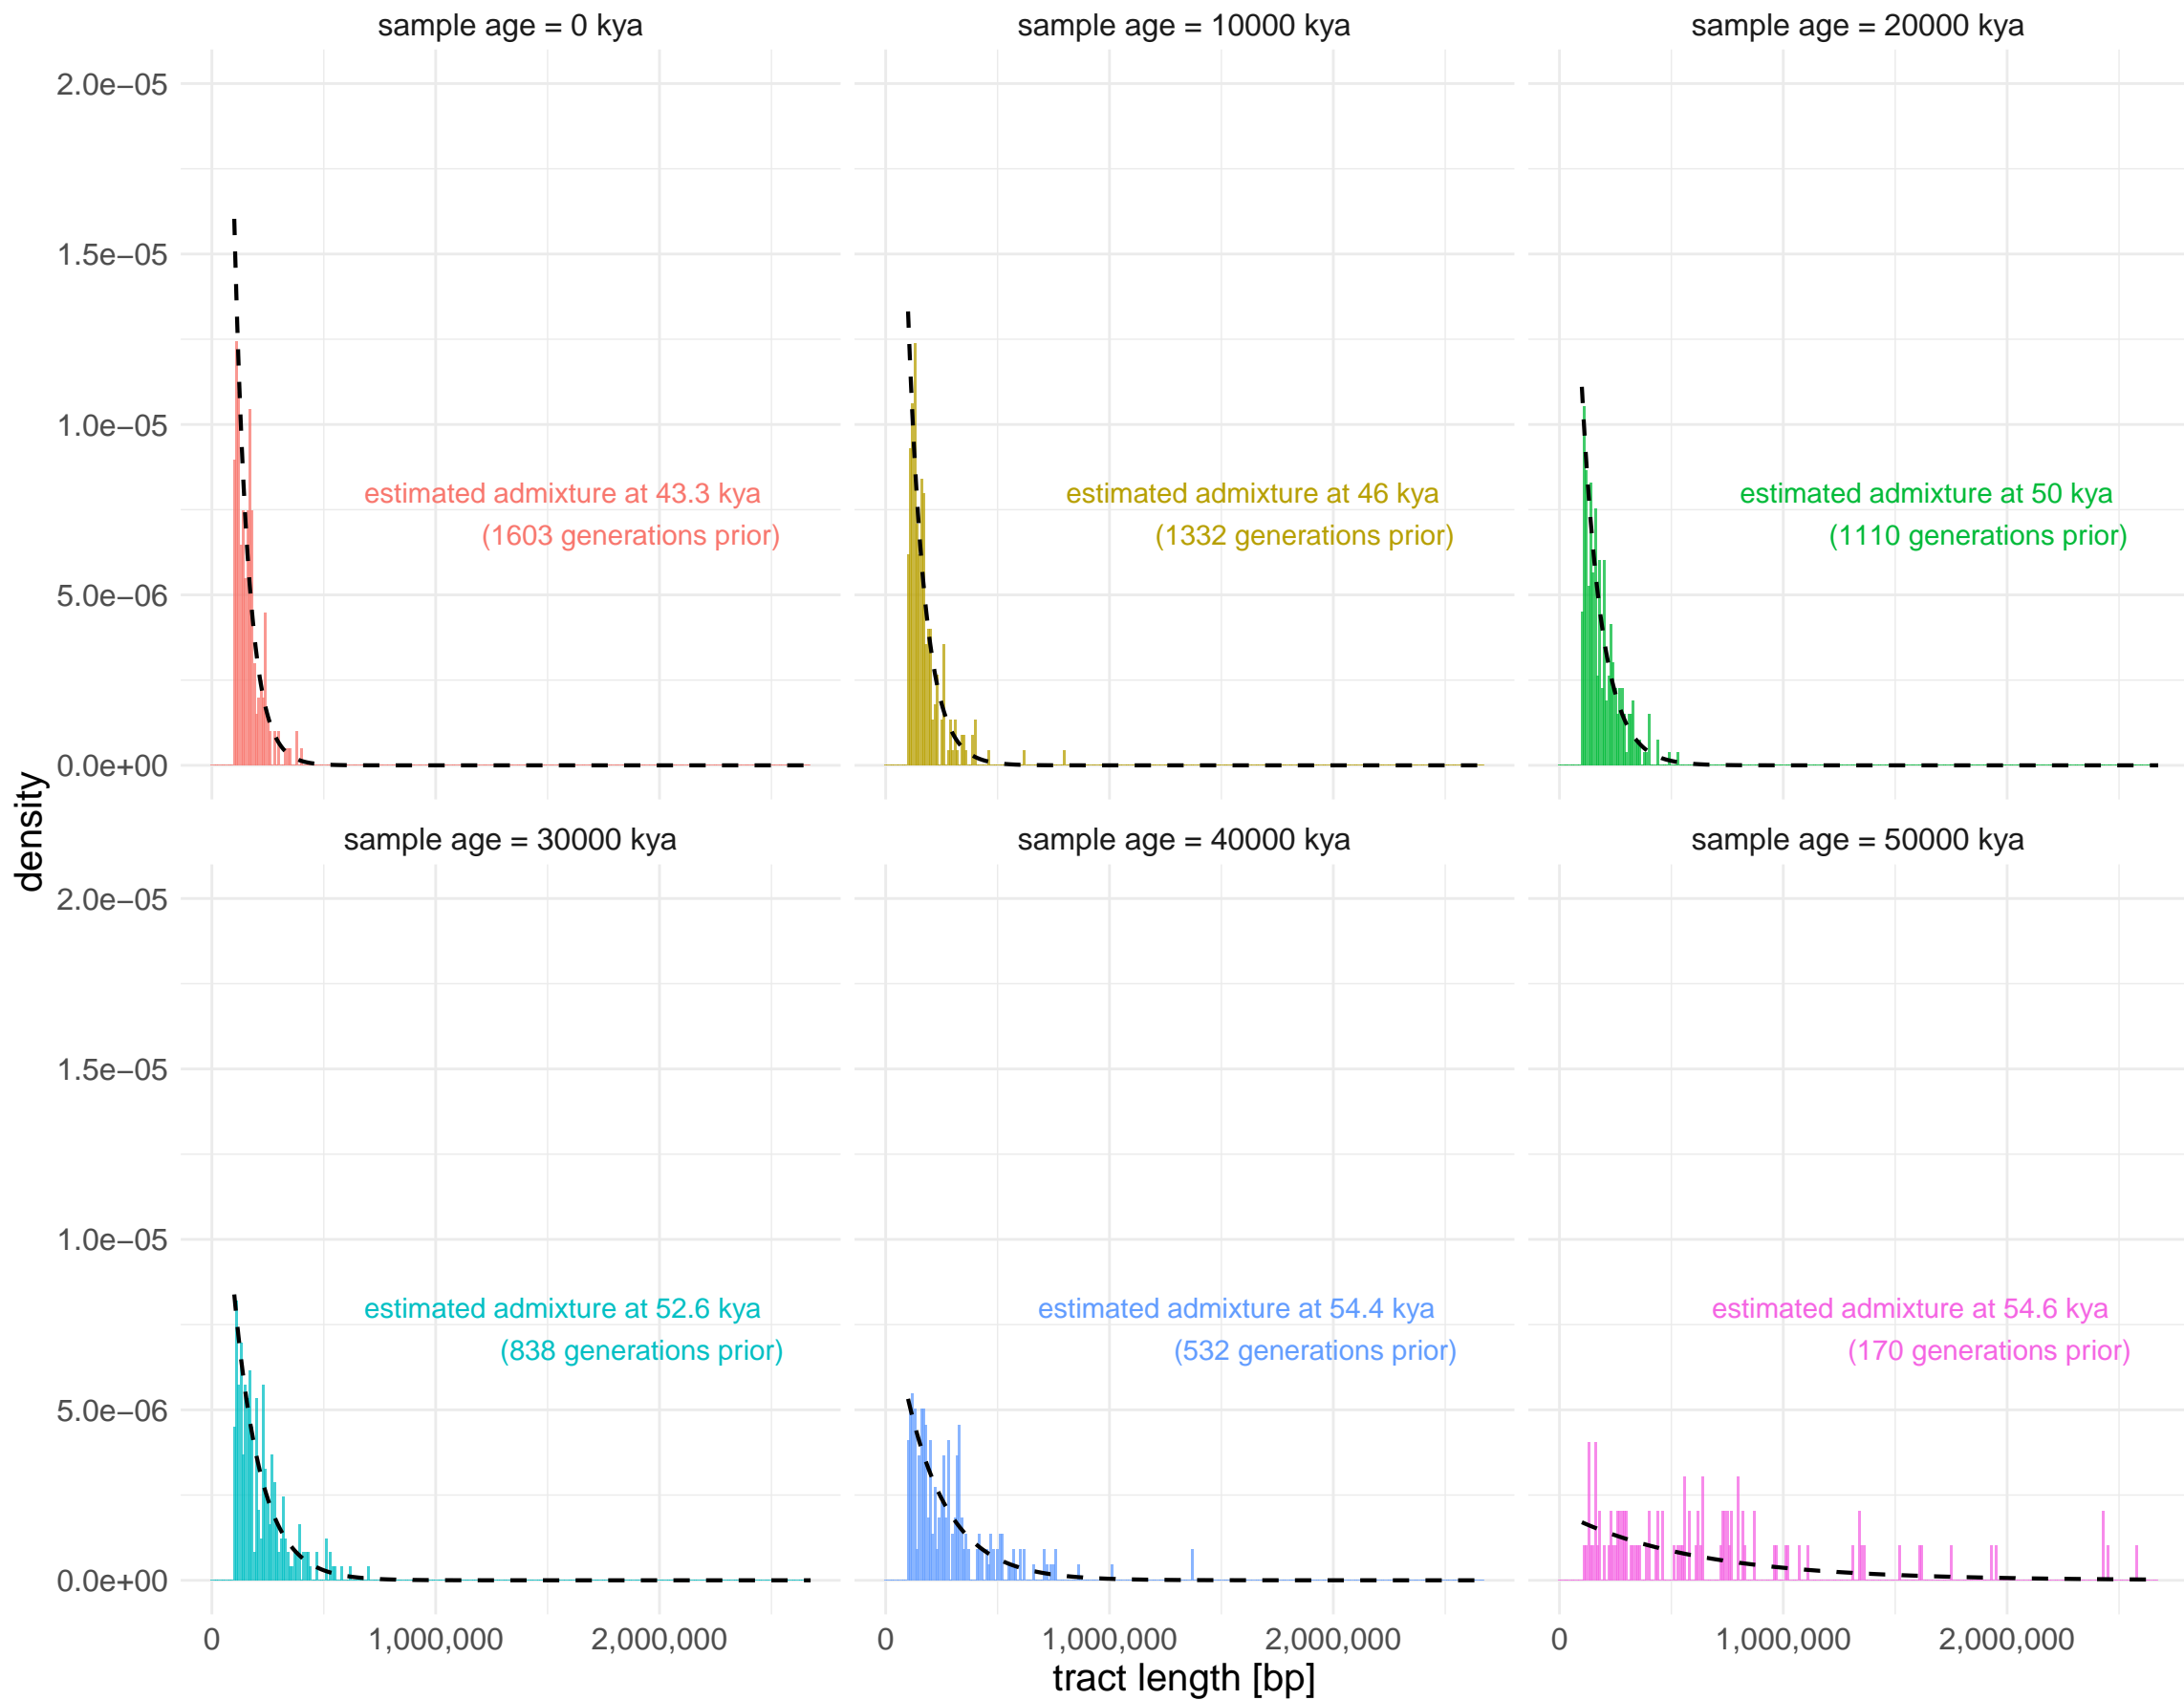 sample age = 0 kya
sample age = 10000 kya
sample age = 20000 kya
2.0e−05
1.5e−05
1.0e−05
5.0e−06
0.0e+00
estimated admixture at 43.3 kya
(1603 generations prior)
estimated admixture at 46 kya
(1332 generations prior)
estimated admixture at 50 kya
(1110 generations prior)
density
sample age = 30000 kya
sample age = 40000 kya
sample age = 50000 kya
2.0e−05
1.5e−05
1.0e−05
5.0e−06
0.0e+00
estimated admixture at 52.6 kya
(838 generations prior)
estimated admixture at 54.4 kya
(532 generations prior)
estimated admixture at 54.6 kya
(170 generations prior)
0 1,000,000 2,000,000
0 1,000,000 2,000,000
0 1,000,000 2,000,000
tract length [bp]